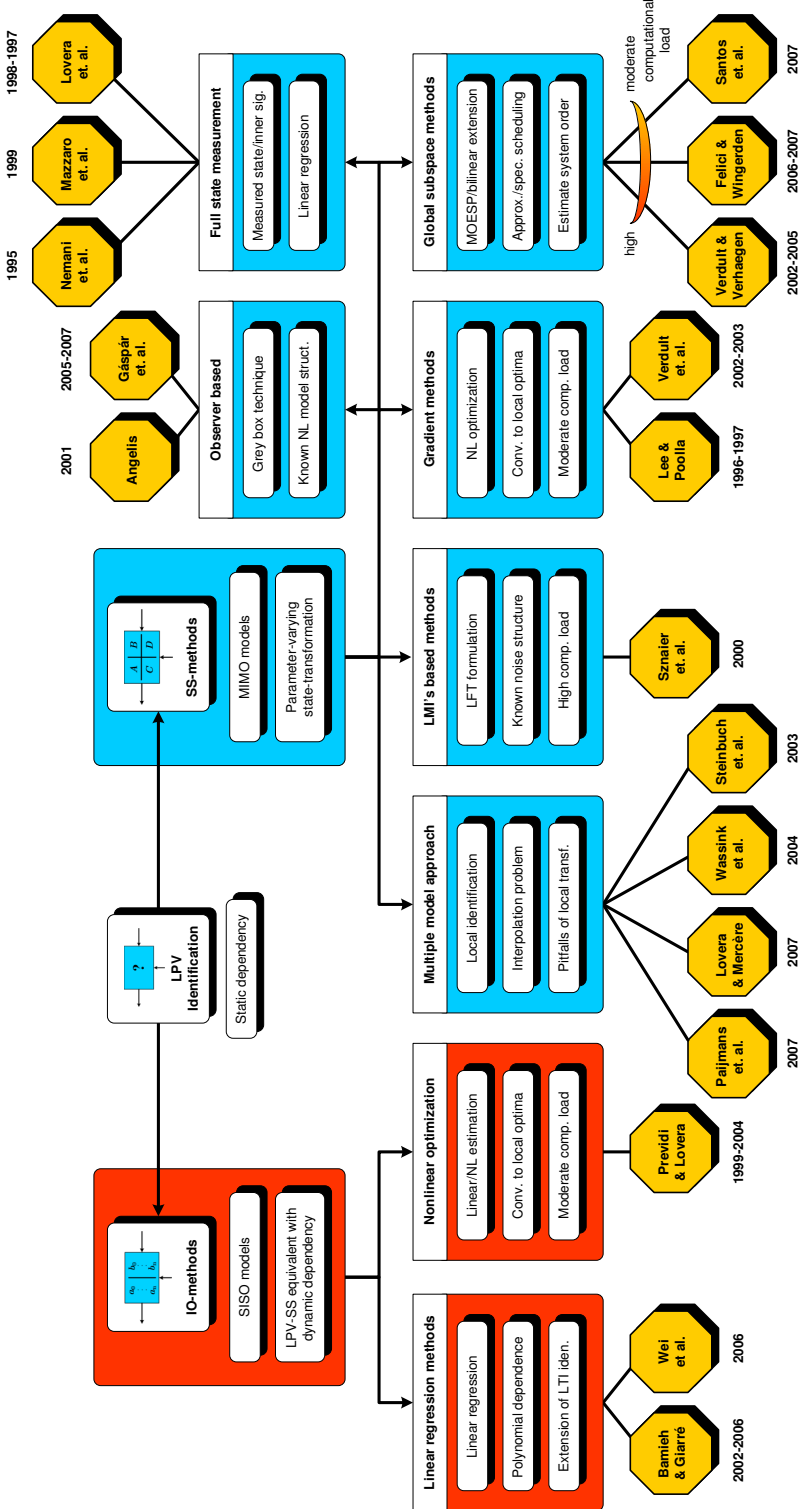 LPV
Identification
?
Static dependency
IO-methods
a₀ b₀
⋮ ⋮
aₙ bₙ
SISO models
LPV-SS equivalent with
dynamic dependency
SS-methods
A B
C D
MIMO models
Parameter-varying
state-transformation
Observer based
Grey box technique
Known NL model struct.
Angelis
2001
Gáspár
et. al.
2005-2007
Full state measurement
Measured state/inner sig.
Linear regression
Nemani
et. al.
1995
Mazzaro
et. al.
1999
Lovera
et. al.
1998-1997
Linear regression methods
Linear regression
Polynomial dependence
Extension of LTI iden.
Bamieh
& Giarré
2002-2006
Wei
et al.
2006
Nonlinear optimization
Linear/NL estimation
Conv. to local optima
Moderate comp. load
Previdi
& Lovera
1999-2004
Multiple model approach
Local identification
Interpolation problem
Pitfalls of local transf.
Paijmans
et. al.
2007
Lovera
& Mercère
2007
Wassink
et. al.
2004
Steinbuch
et. al.
2003
LMI's based methods
LFT formulation
Known noise structure
High comp. load
Sznaier
et. al.
2000
Gradient methods
NL optimization
Conv. to local optima
Moderate comp. load
Lee &
Poolla
1996-1997
Verdult
et. al.
2002-2003
Global subspace methods
MOESP/bilinear extension
Approx./spec. scheduling
Estimate system order
high
moderate
computational
load
Verdult &
Verhaegen
2002-2005
Felici &
Wingerden
2006-2007
Santos
et. al.
2007